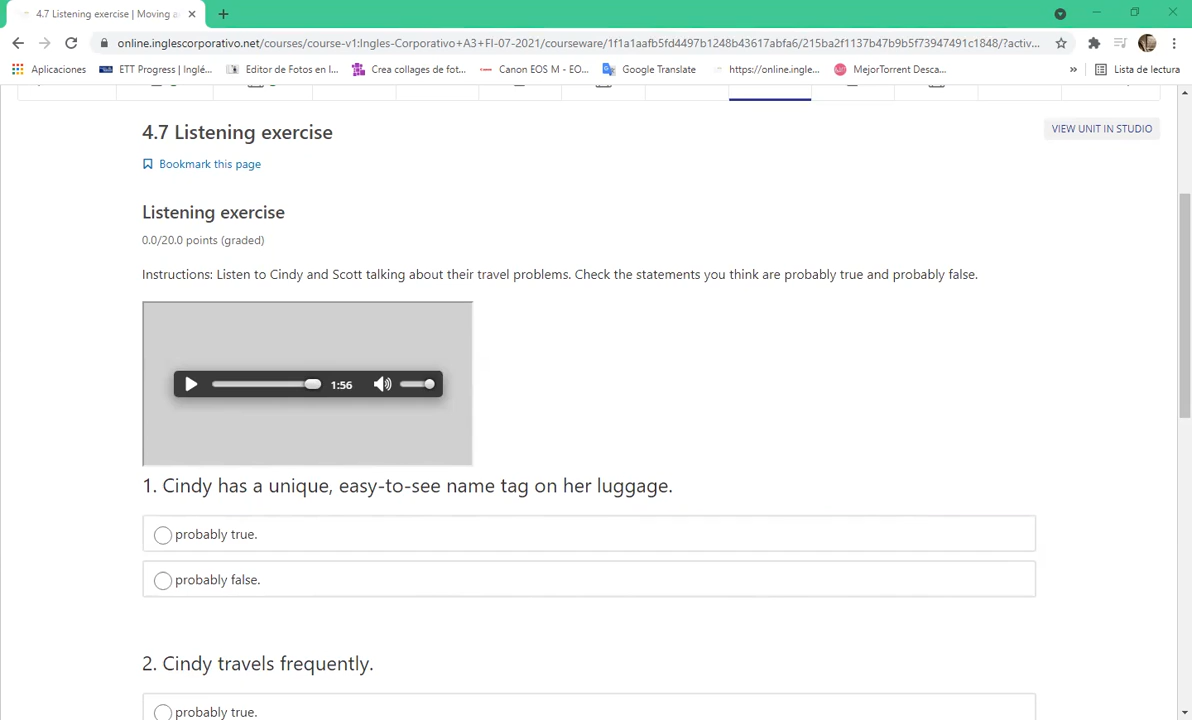 4.7 Listening exercise | Moving a
online.inglescorporativo.net/courses/course-v1:Ingles-Corporativo+A3+FI-07-2021/courseware/1f1a1aafb5fd4497b1248b43617abfa6/215ba2f1137b47b9b5f73947491c1848/?activ...
Aplicaciones ETT Progress | Inglé... Editor de Fotos en l... Crea collages de fot... Canon EOS M - EO... Google Translate https://online.ingle... MejorTorrent Desca... » Lista de lectura
4.7 Listening exercise
VIEW UNIT IN STUDIO
Bookmark this page
Listening exercise
0.0/20.0 points (graded)
Instructions: Listen to Cindy and Scott talking about their travel problems. Check the statements you think are probably true and probably false.
1:56
1. Cindy has a unique, easy-to-see name tag on her luggage.
probably true.
probably false.
2. Cindy travels frequently.
probably true.